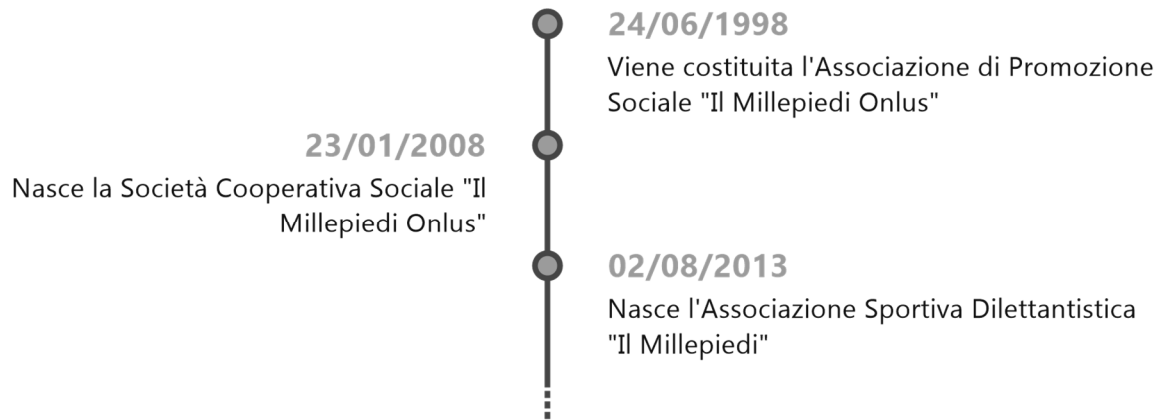 24/06/1998
Viene costituita l'Associazione di Promozione
Sociale "Il Millepiedi Onlus"
23/01/2008
Nasce la Società Cooperativa Sociale "Il
Millepiedi Onlus"
02/08/2013
Nasce l'Associazione Sportiva Dilettantistica
"Il Millepiedi"